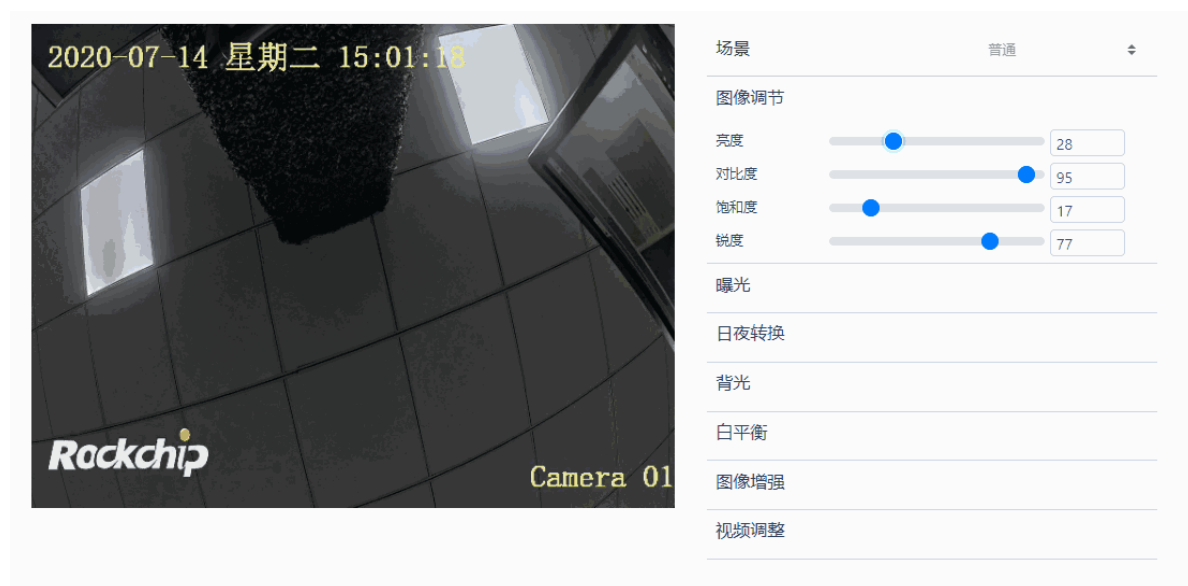 2020-07-14 星期二 15:01:18
Rockchip
Camera 01
场景 普通
图像调节
亮度 28
对比度 95
饱和度 17
锐度 77
曝光
日夜转换
背光
白平衡
图像增强
视频调整